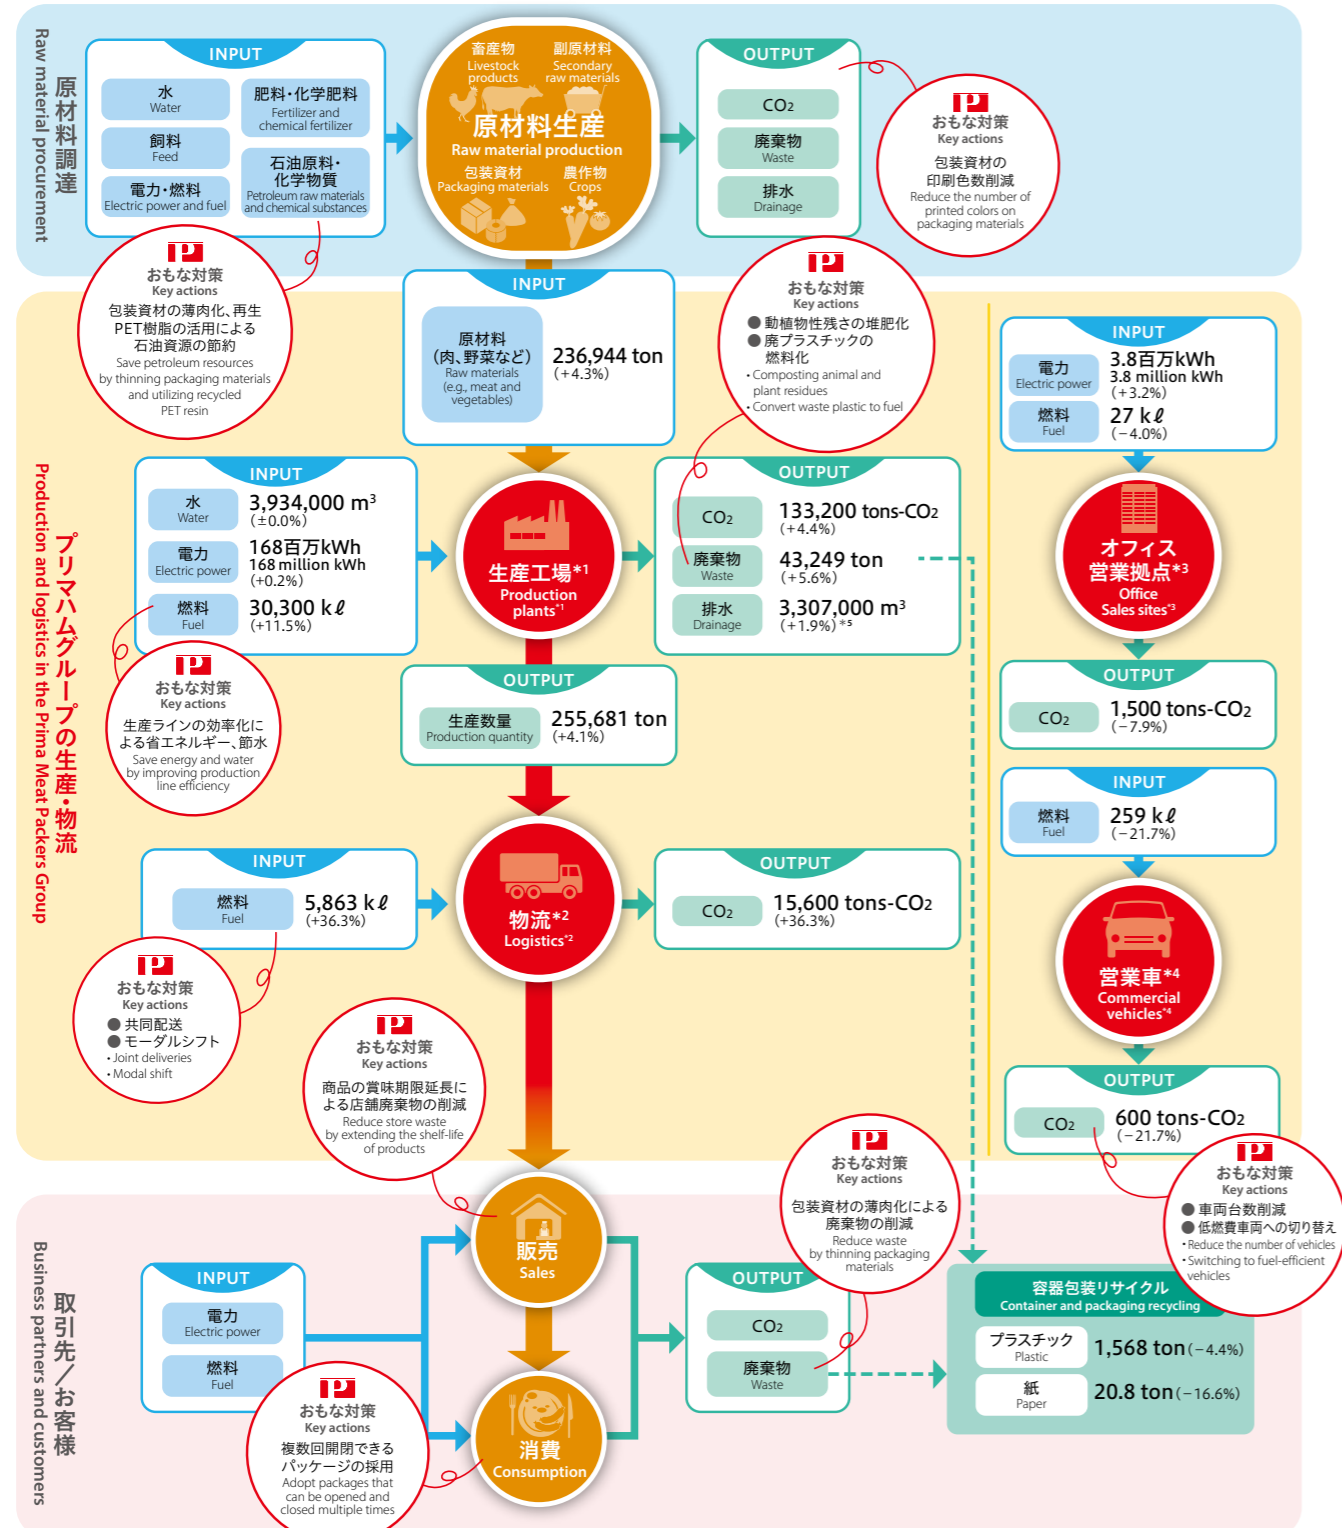 原材料調達
Raw material procurement
INPUT
水
Water
飼料
Feed
電力・燃料
Electric power and fuel
肥料・化学肥料
Fertilizer and
chemical fertilizer
石油原料・
化学物質
Petroleum raw materials
and chemical substances
畜産物
Livestock
products
副原材料
Secondary
raw materials
原材料生産
Raw material production
包装資材
Packaging materials
農作物
Crops
OUTPUT
CO2
廃棄物
Waste
排水
Drainage
おもな対策
Key actions
包装資材の
印刷色数削減
Reduce the number of
printed colors on
packaging materials
おもな対策
Key actions
包装資材の薄肉化、再生
PET樹脂の活用による
石油資源の節約
Save petroleum resources
by thinning packaging materials
and utilizing recycled
PET resin
プリマハムグループの生産・物流
Production and logistics in the Prima Meat Packers Group
INPUT
原材料
(肉、野菜など)
Raw materials
(e.g., meat and
vegetables)
236,944 ton
(+4.3%)
おもな対策
Key actions
● 動植物性残さの堆肥化
● 廃プラスチックの
燃料化
・Composting animal and
plant residues
・Convert waste plastic to fuel
INPUT
水
Water
3,934,000 m³
(±0.0%)
電力
Electric power
168百万kWh
168 million kWh
(+0.2%)
燃料
Fuel
30,300 kℓ
(+11.5%)
生産工場*1
Production
plants*1
OUTPUT
CO2
133,200 tons-CO2
(+4.4%)
廃棄物
Waste
43,249 ton
(+5.6%)
排水
Drainage
3,307,000 m³
(+1.9%)*5
おもな対策
Key actions
生産ラインの効率化に
よる省エネルギー、節水
Save energy and water
by improving production
line efficiency
OUTPUT
生産数量
Production quantity
255,681 ton
(+4.1%)
INPUT
燃料
Fuel
5,863 kℓ
(+36.3%)
物流*2
Logistics*2
OUTPUT
CO2
15,600 tons-CO2
(+36.3%)
おもな対策
Key actions
● 共同配送
● モーダルシフト
・Joint deliveries
・Modal shift
おもな対策
Key actions
商品の賞味期限延長に
よる店舗廃棄物の削減
Reduce store waste
by extending the shelf-life
of products
INPUT
電力
Electric power
3.8百万kWh
3.8 million kWh
(+3.2%)
燃料
Fuel
27 kℓ
(−4.0%)
オフィス
営業拠点*3
Office
Sales sites*3
OUTPUT
CO2
1,500 tons-CO2
(−7.9%)
INPUT
燃料
Fuel
259 kℓ
(−21.7%)
営業車*4
Commercial
vehicles*4
OUTPUT
CO2
600 tons-CO2
(−21.7%)
おもな対策
Key actions
● 車両台数削減
● 低燃費車両への切り替え
・Reduce the number of vehicles
・Switching to fuel-efficient
vehicles
取引先／お客様
Business partners and customers
INPUT
電力
Electric power
燃料
Fuel
販売
Sales
消費
Consumption
おもな対策
Key actions
複数回開閉できる
パッケージの採用
Adopt packages that
can be opened and
closed multiple times
おもな対策
Key actions
包装資材の薄肉化による
廃棄物の削減
Reduce waste
by thinning packaging
materials
OUTPUT
CO2
廃棄物
Waste
容器包装リサイクル
Container and packaging recycling
プラスチック
Plastic
1,568 ton(−4.4%)
紙
Paper
20.8 ton(−16.6%)